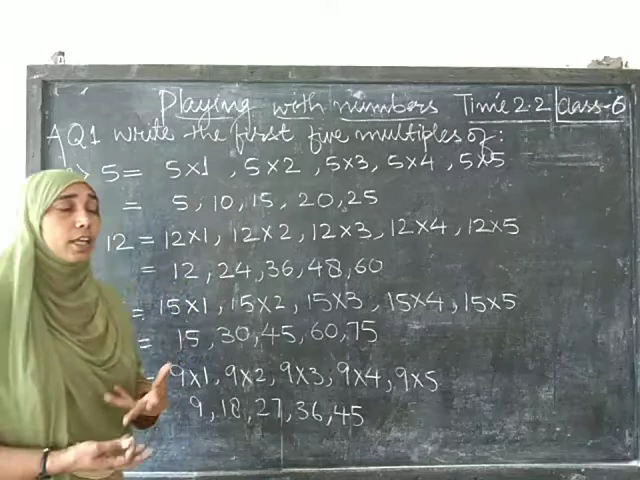 Playing with numbers Time 2.2 class-6
AQ1 write the first five multiples of:
5 = 5x1, 5x2, 5x3, 5x4, 5x5
= 5, 10, 15, 20, 25
12 = 12x1, 12x2, 12x3, 12x4, 12x5
= 12, 24, 36, 48, 60
= 15x1, 15x2, 15x3, 15x4, 15x5
= 15, 30, 45, 60, 75
9x1, 9x2, 9x3, 9x4, 9x5
9, 18, 27, 36, 45